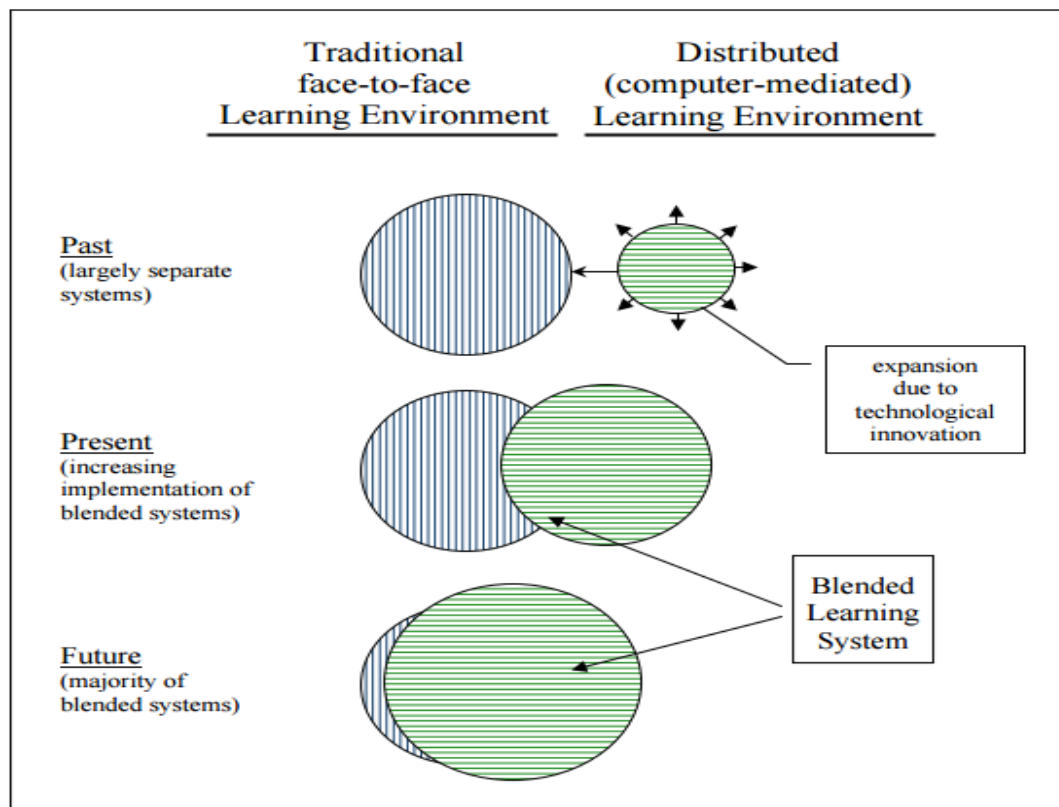 Traditional
face-to-face
Learning Environment
Distributed
(computer-mediated)
Learning Environment
Past
(largely separate
systems)
expansion
due to
technological
innovation
Present
(increasing
implementation of
blended systems)
Blended
Learning
System
Future
(majority of
blended systems)